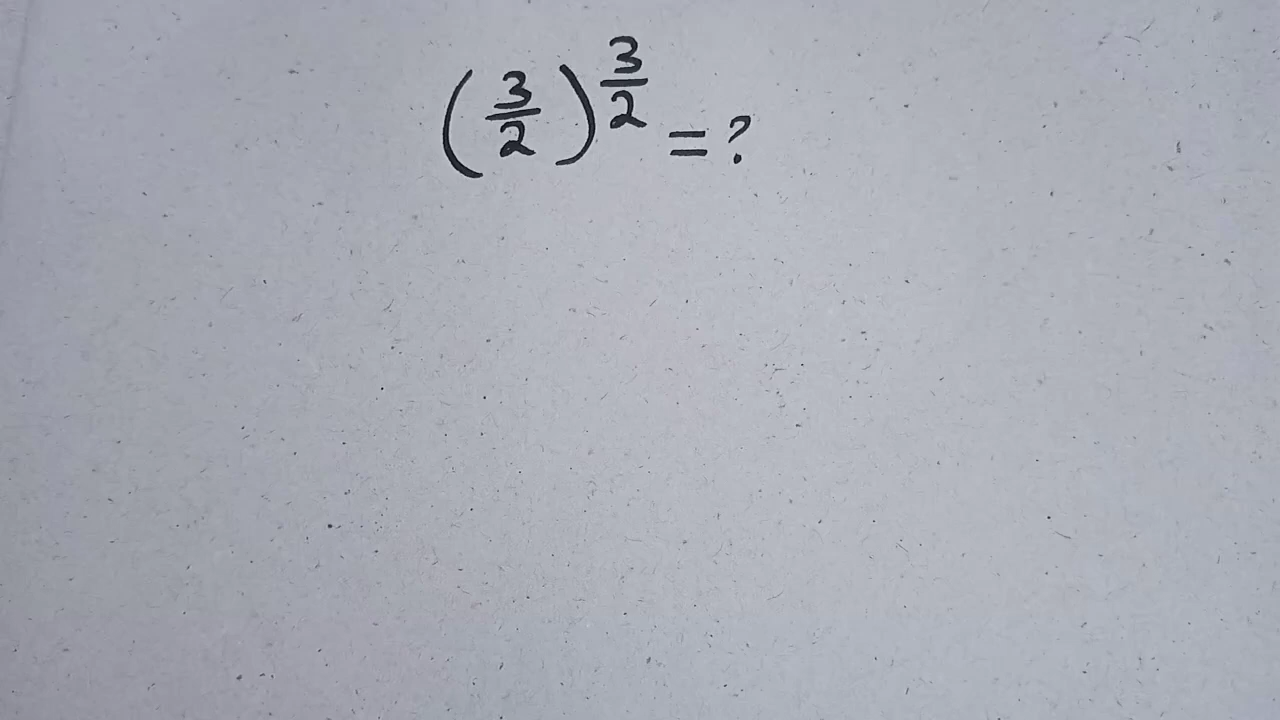 (3/2)^(3/2) = ?